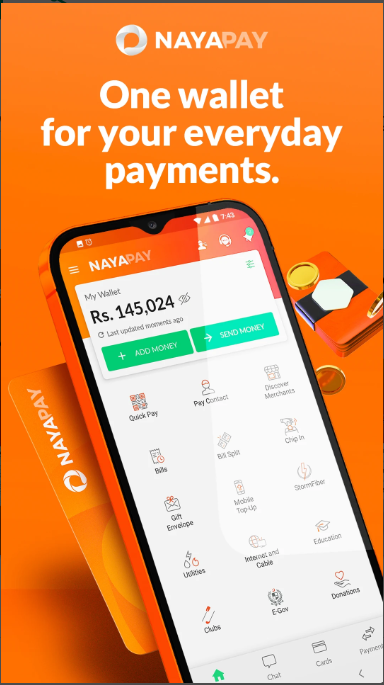 NAYAPAY
One wallet
for your everyday
payments.
7:43
NAYAPAY
My Wallet
Rs. 145,024
Last updated moments ago
ADD MONEY
SEND MONEY
Quick Pay
Pay Contact
Discover
Merchants
Bills
Bill Split
Chip In
Gift
Envelope
Mobile
Top-Up
StormFiber
Utilities
Internet and
Cable
Education
Clubs
E-Gov
Donations
Chat
Cards
Payment
NAYAPAY